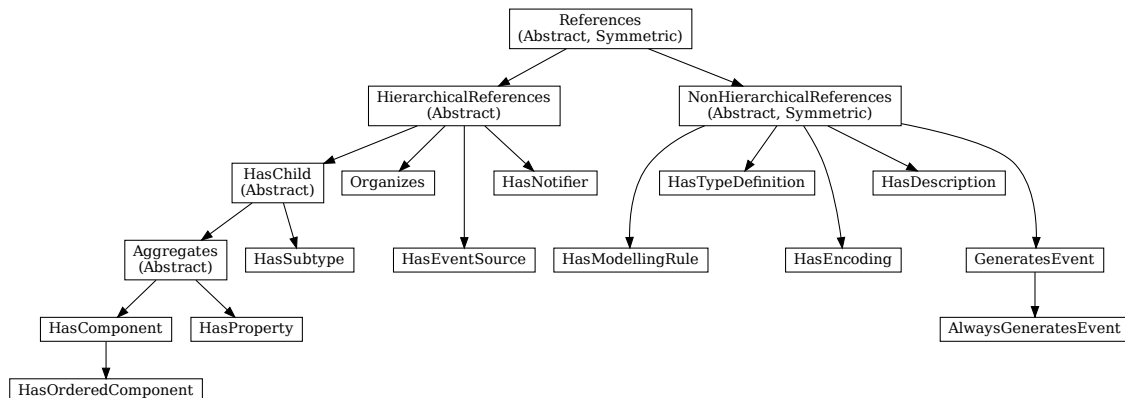 References
(Abstract, Symmetric)
HierarchicalReferences
(Abstract)
NonHierarchicalReferences
(Abstract, Symmetric)
HasChild
(Abstract)
Organizes
HasNotifier
HasTypeDefinition
HasDescription
Aggregates
(Abstract)
HasSubtype
HasEventSource
HasModellingRule
HasEncoding
GeneratesEvent
HasComponent
HasProperty
AlwaysGeneratesEvent
HasOrderedComponent